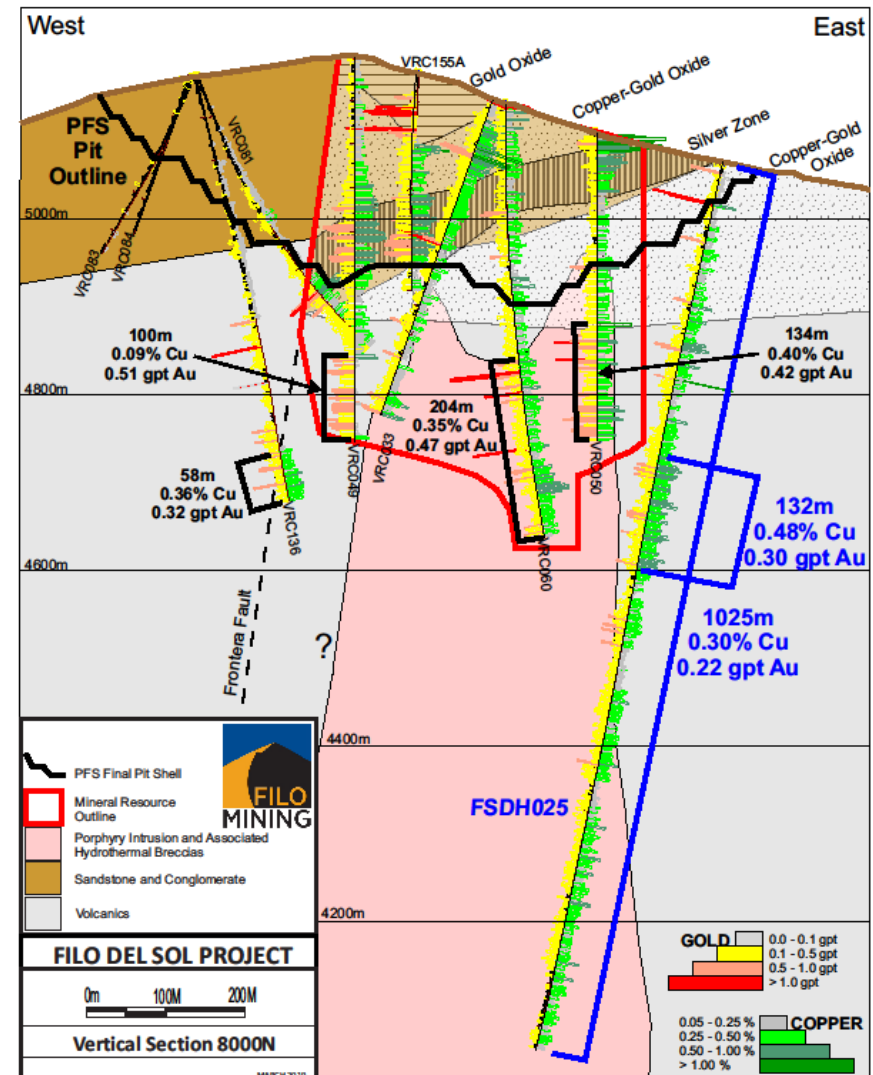 West
East
VRC155A
Gold Oxide
Copper-Gold Oxide
Silver Zone
Copper-Gold
Oxide
PFS
Pit
Outline
VRC081
5000m
VRC083
VRC084
100m
0.09% Cu
0.51 gpt Au
134m
0.40% Cu
0.42 gpt Au
4800m
204m
0.35% Cu
0.47 gpt Au
VRC033
VRC049
VRC050
58m
0.36% Cu
0.32 gpt Au
VRC136
VRC060
132m
0.48% Cu
0.30 gpt Au
4600m
1025m
0.30% Cu
0.22 gpt Au
Frontera Fault
?
4400m
FSDH025
4200m
PFS Final Pit Shell
Mineral Resource
Outline
Porphyry Intrusion and Associated
Hydrothermal Breccias
Sandstone and Conglomerate
Volcanics
FILO
MINING
FILO DEL SOL PROJECT
0m 100M 200M
Vertical Section 8000N
GOLD
0.0 - 0.1 gpt
0.1 - 0.5 gpt
0.5 - 1.0 gpt
> 1.0 gpt
COPPER
0.05 - 0.25 %
0.25 - 0.50 %
0.50 - 1.00 %
> 1.00 %